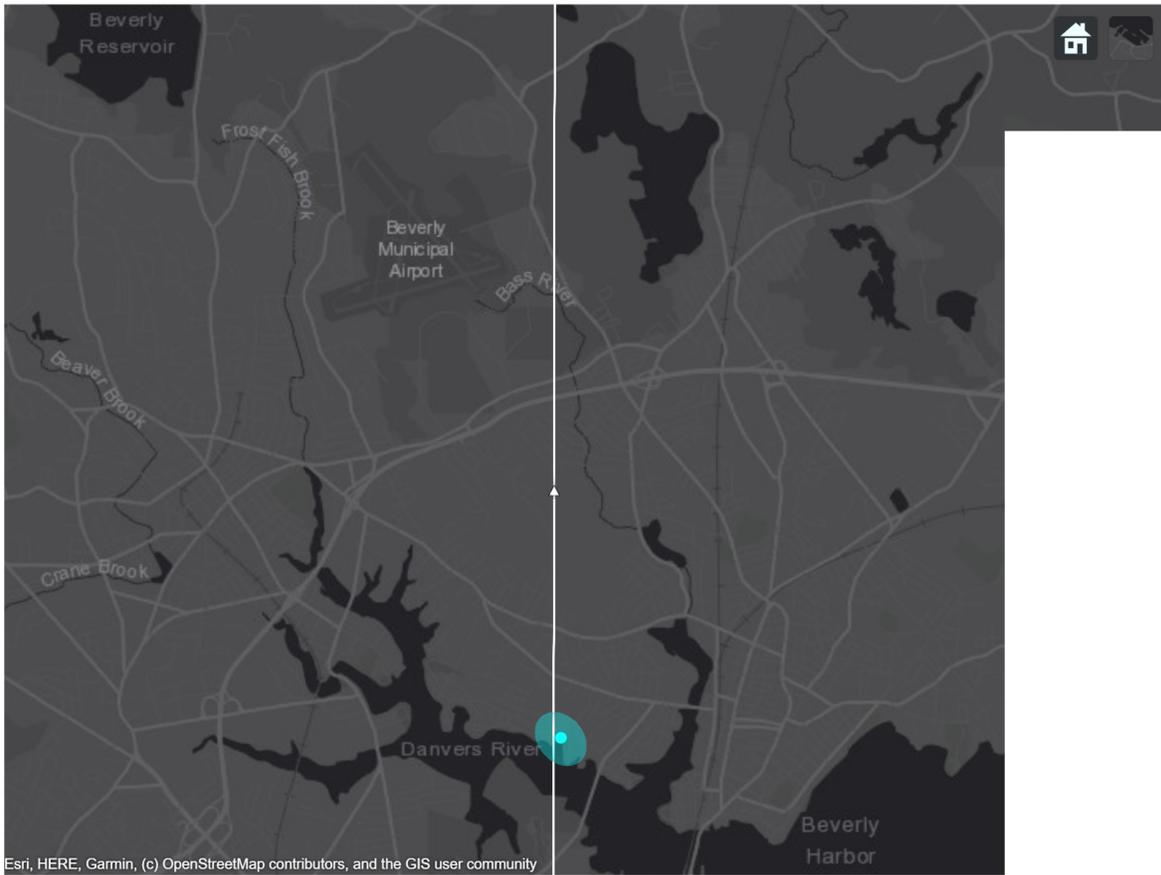 Beverly
Reservoir
Frost Fish Brook
Beverly
Municipal
Airport
Bass River
Beaver Brook
Crane Brook
Danvers River
Beverly
Harbor
Esri, HERE, Garmin, (c) OpenStreetMap contributors, and the GIS user community